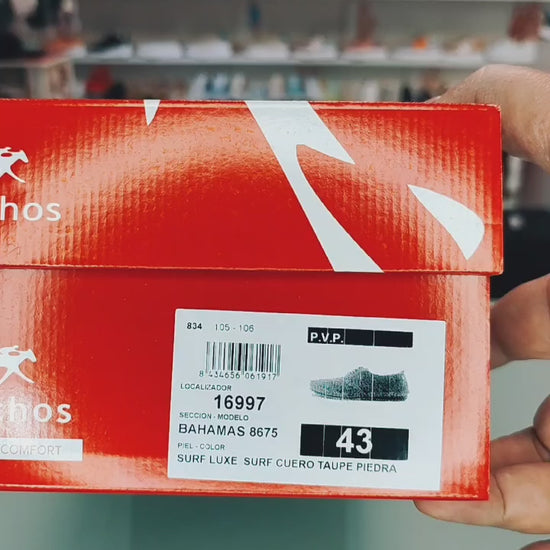 hos
834 105 - 106
P.V.P.
8 434656 061917
LOCALIZADOR
16997
SECCION - MODELO
BAHAMAS 8675
43
PIEL - COLOR
SURF LUXE SURF CUERO TAUPE PIEDRA
hos
COMFORT